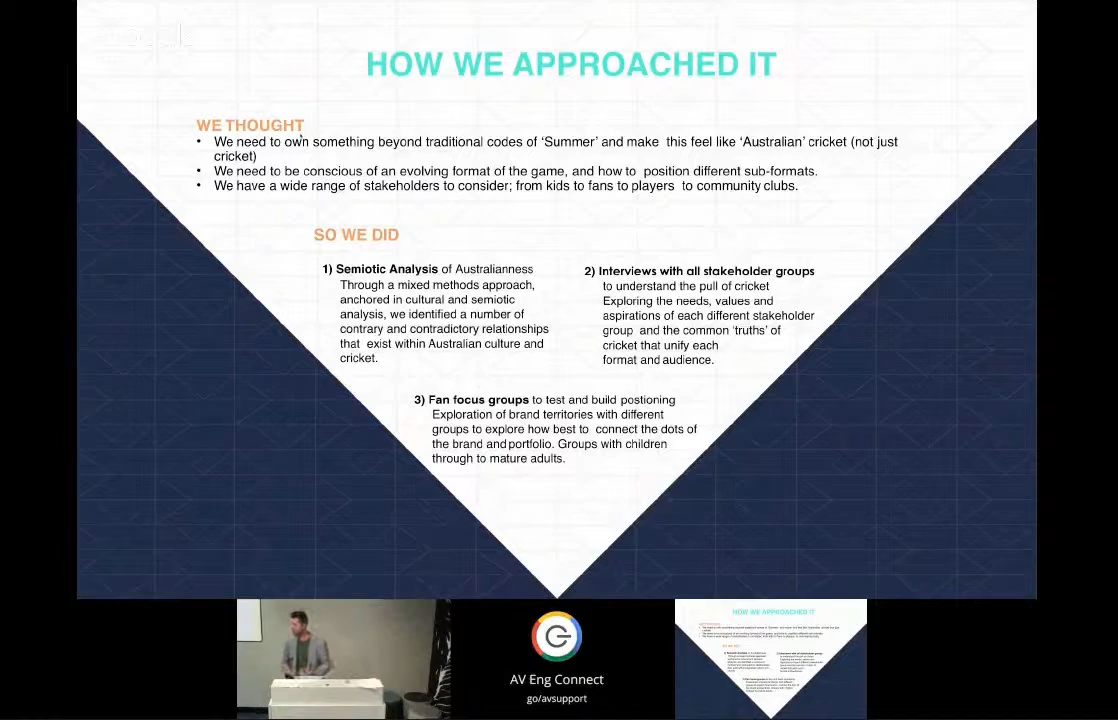 HOW WE APPROACHED IT
WE THOUGHT
• We need to own something beyond traditional codes of ‘Summer’ and make this feel like ‘Australian’ cricket (not just
cricket)
• We need to be conscious of an evolving format of the game, and how to position different sub-formats.
• We have a wide range of stakeholders to consider; from kids to fans to players to community clubs.
SO WE DID
1) Semiotic Analysis of Australianness
Through a mixed methods approach,
anchored in cultural and semiotic
analysis, we identified a number of
contrary and contradictory relationships
that exist within Australian culture and
cricket.
2) Interviews with all stakeholder groups
to understand the pull of cricket
Exploring the needs, values and
aspirations of each different stakeholder
group and the common ‘truths’ of
cricket that unify each
format and audience.
3) Fan focus groups to test and build postioning
Exploration of brand territories with different
groups to explore how best to connect the dots of
the brand and portfolio. Groups with children
through to mature adults.
AV Eng Connect
go/avsupport
HOW WE APPROACHED IT